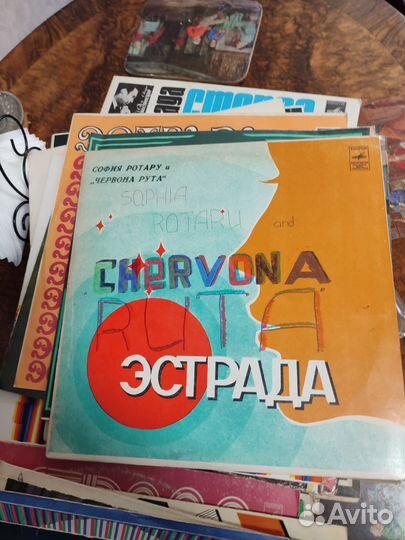 СОФИЯ РОТАРУ и
„ЧЕРВОНА РУТА"
SOPHIA
ROTARU and
CHERVONA
"RUTA"
ЭСТРАДА
Avito